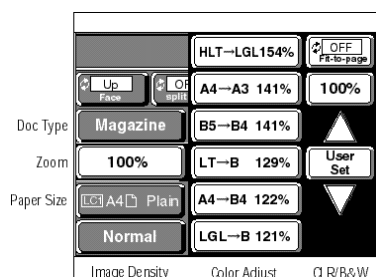 HLT→LGL154%
OFF
Fit-to-page
Up
Face
split
A4→A3 141%
100%
Doc Type
Magazine
B5→B4 141%
Zoom
100%
LT→B 129%
User
Set
Paper Size
LC1 A4 Plain
A4→B4 122%
Normal
LGL→B 121%
Image Density
Color Adjust
CLR/B&W